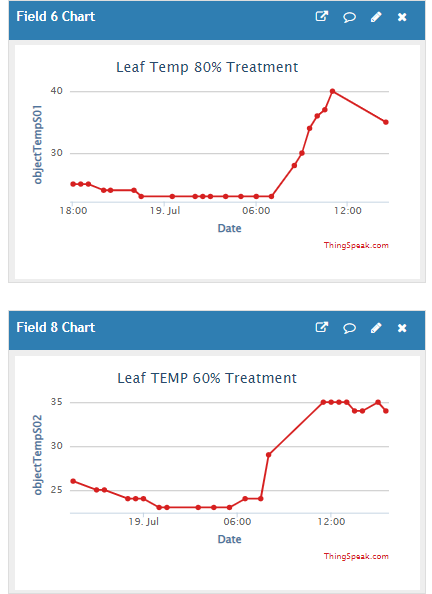 Field 6 Chart
Leaf Temp 80% Treatment
objectTempS01
40
30
18:00 19. Jul 06:00 12:00
Date
ThingSpeak.com
Field 8 Chart
Leaf TEMP 60% Treatment
objectTempS02
35
30
25
19. Jul 06:00 12:00
Date
ThingSpeak.com